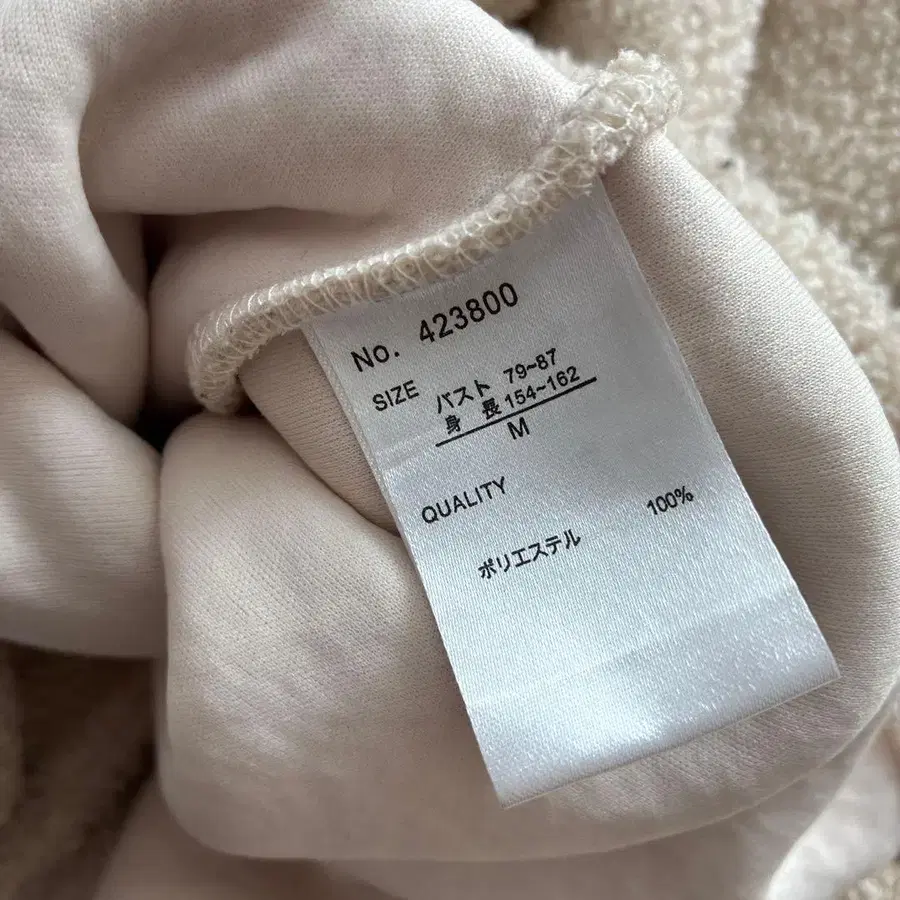 No. 423800
SIZE バスト 79~87
身 長 154~162
M
QUALITY
ポリエステル 100%